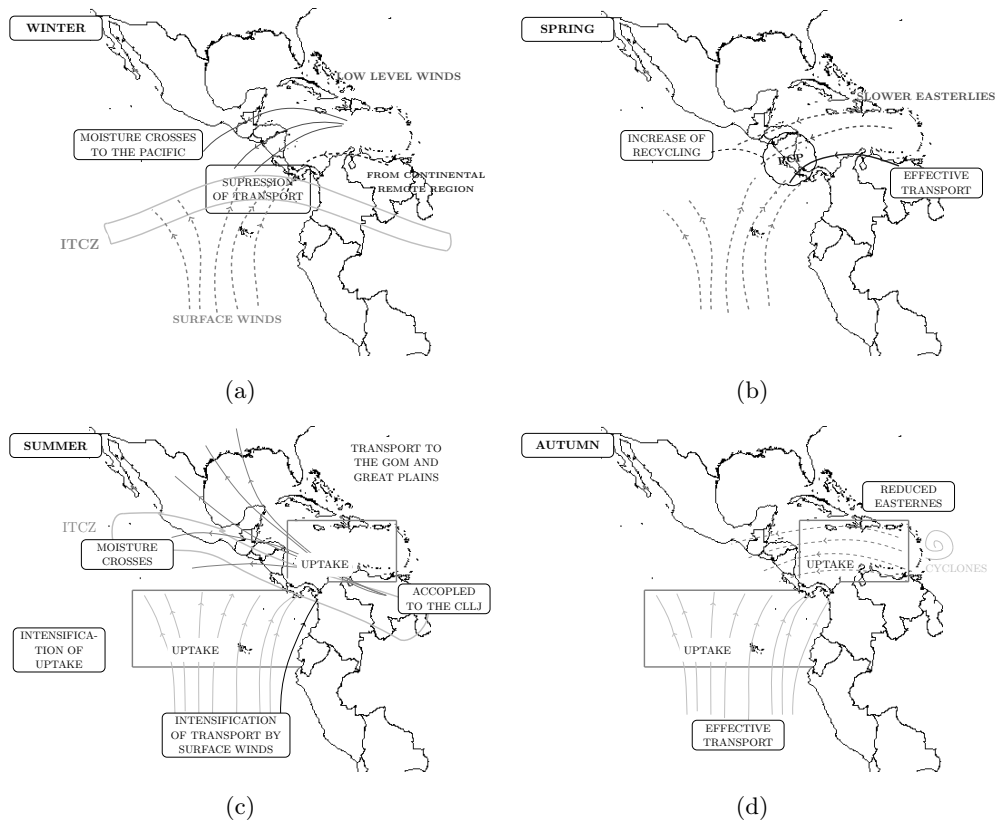 WINTER
LOW LEVEL WINDS
MOISTURE CROSSES
TO THE PACIFIC
SUPRESSION
OF TRANSPORT
FROM CONTINENTAL
REMOTE REGION
ITCZ
SURFACE WINDS
(a)
SPRING
SLOWER EASTERLIES
INCREASE OF
RECYCLING
EFFECTIVE
TRANSPORT
(b)
SUMMER
TRANSPORT TO
THE GOM AND
GREAT PLAINS
ITCZ
MOISTURE
CROSSES
UPTAKE
ACCOPLED
TO THE CLLJ
INTENSIFICA-
TION OF
UPTAKE
UPTAKE
INTENSIFICATION
OF TRANSPORT BY
SURFACE WINDS
(c)
AUTUMN
REDUCED
EASTERNES
UPTAKE
CYCLONES
UPTAKE
EFFECTIVE
TRANSPORT
(d)